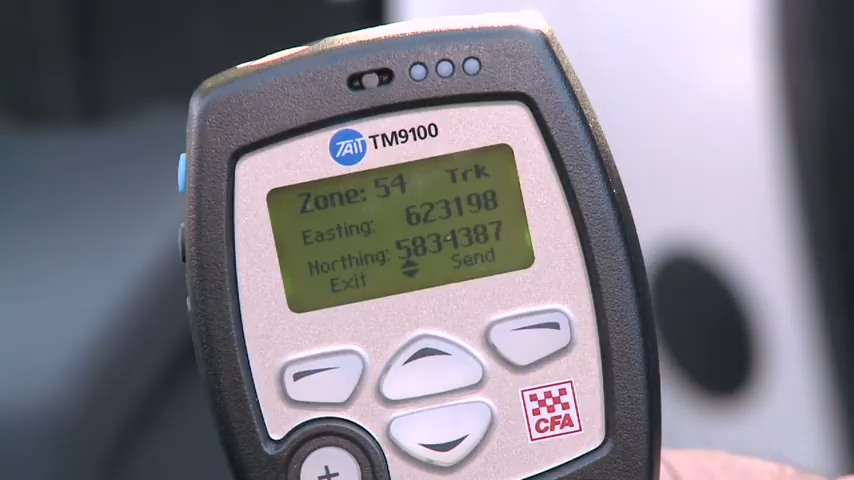 TAIT TM9100
Zone: 54 Trk
Easting: 623198
Northing: 5834387
Exit Send
CFA
+